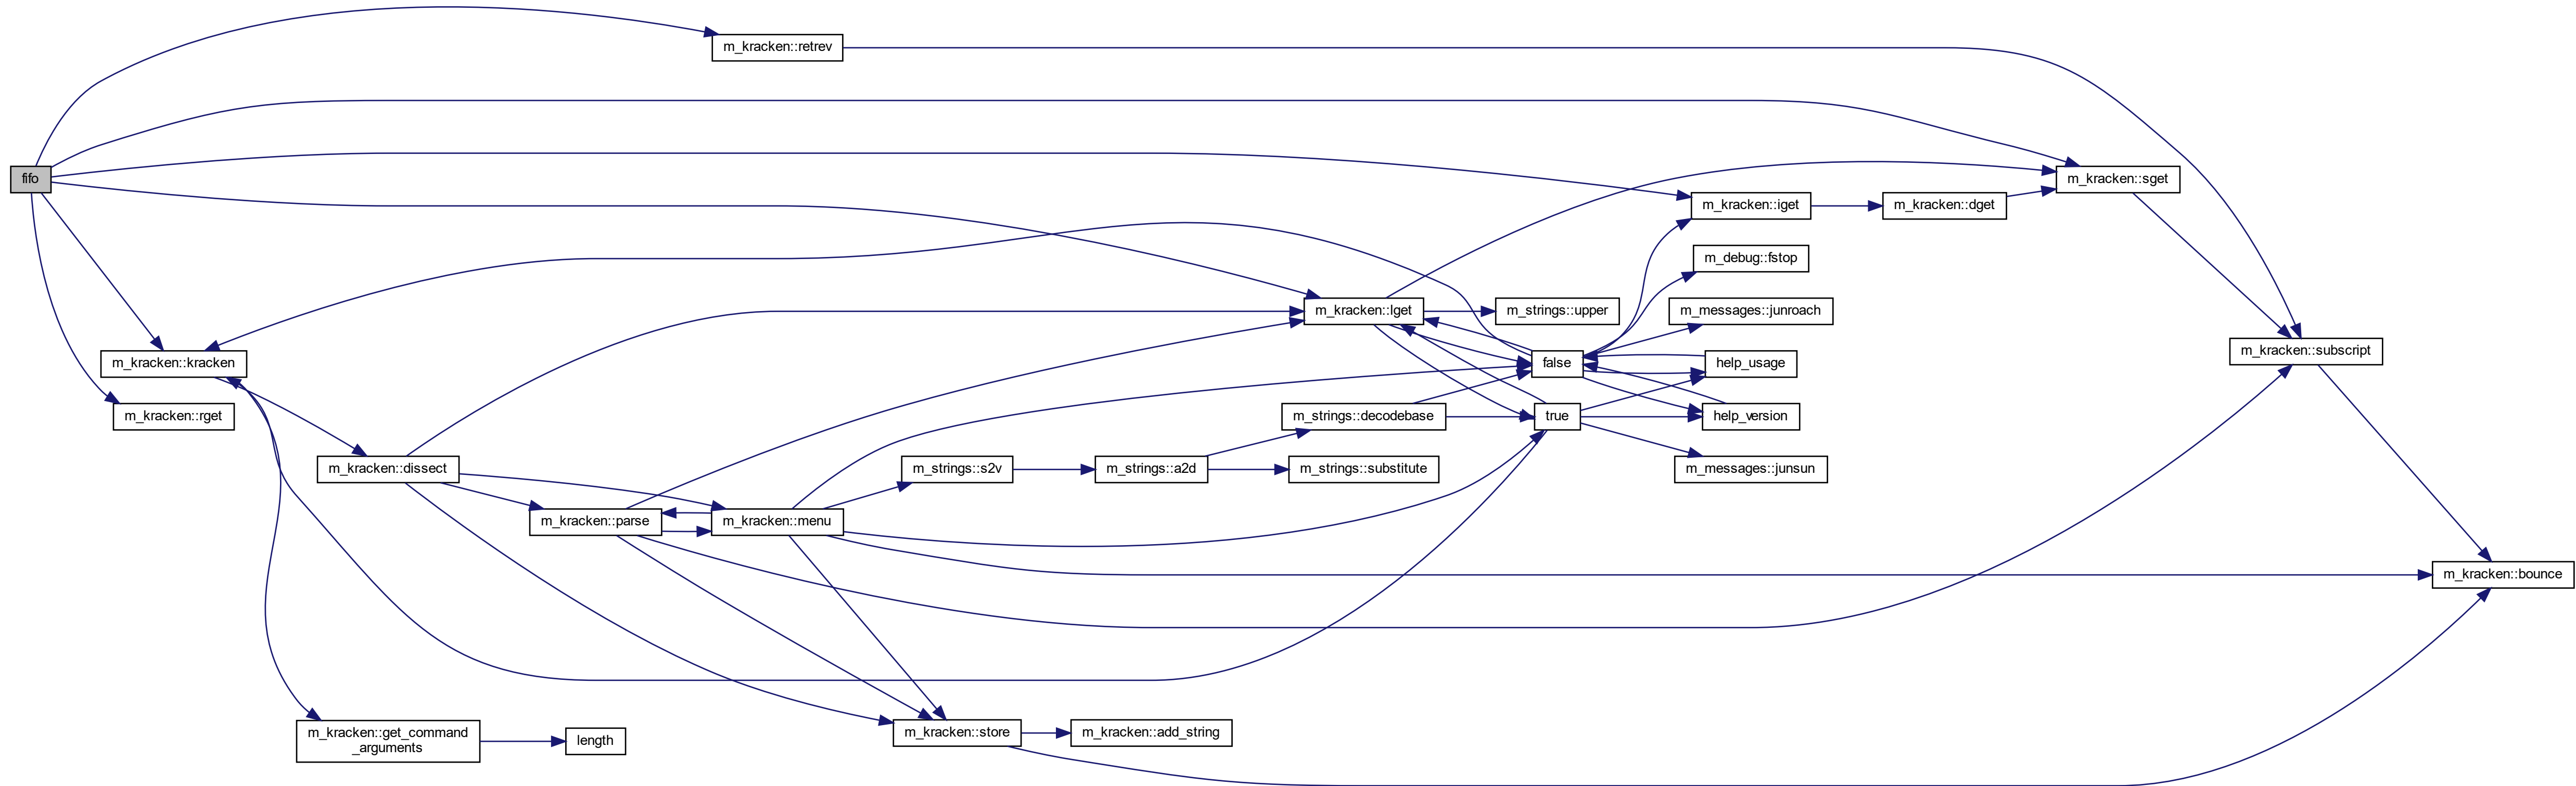 m_kracken::retrev
fifo
m_kracken::sget
m_kracken::iget
m_kracken::dget
m_debug::fstop
m_kracken::lget
m_strings::upper
m_messages::junroach
m_kracken::subscript
m_kracken::kracken
false
help_usage
m_kracken::rget
m_strings::decodebase
true
help_version
m_kracken::dissect
m_strings::s2v
m_strings::a2d
m_strings::substitute
m_messages::junsun
m_kracken::parse
m_kracken::menu
m_kracken::bounce
m_kracken::get_command
_arguments
length
m_kracken::store
m_kracken::add_string